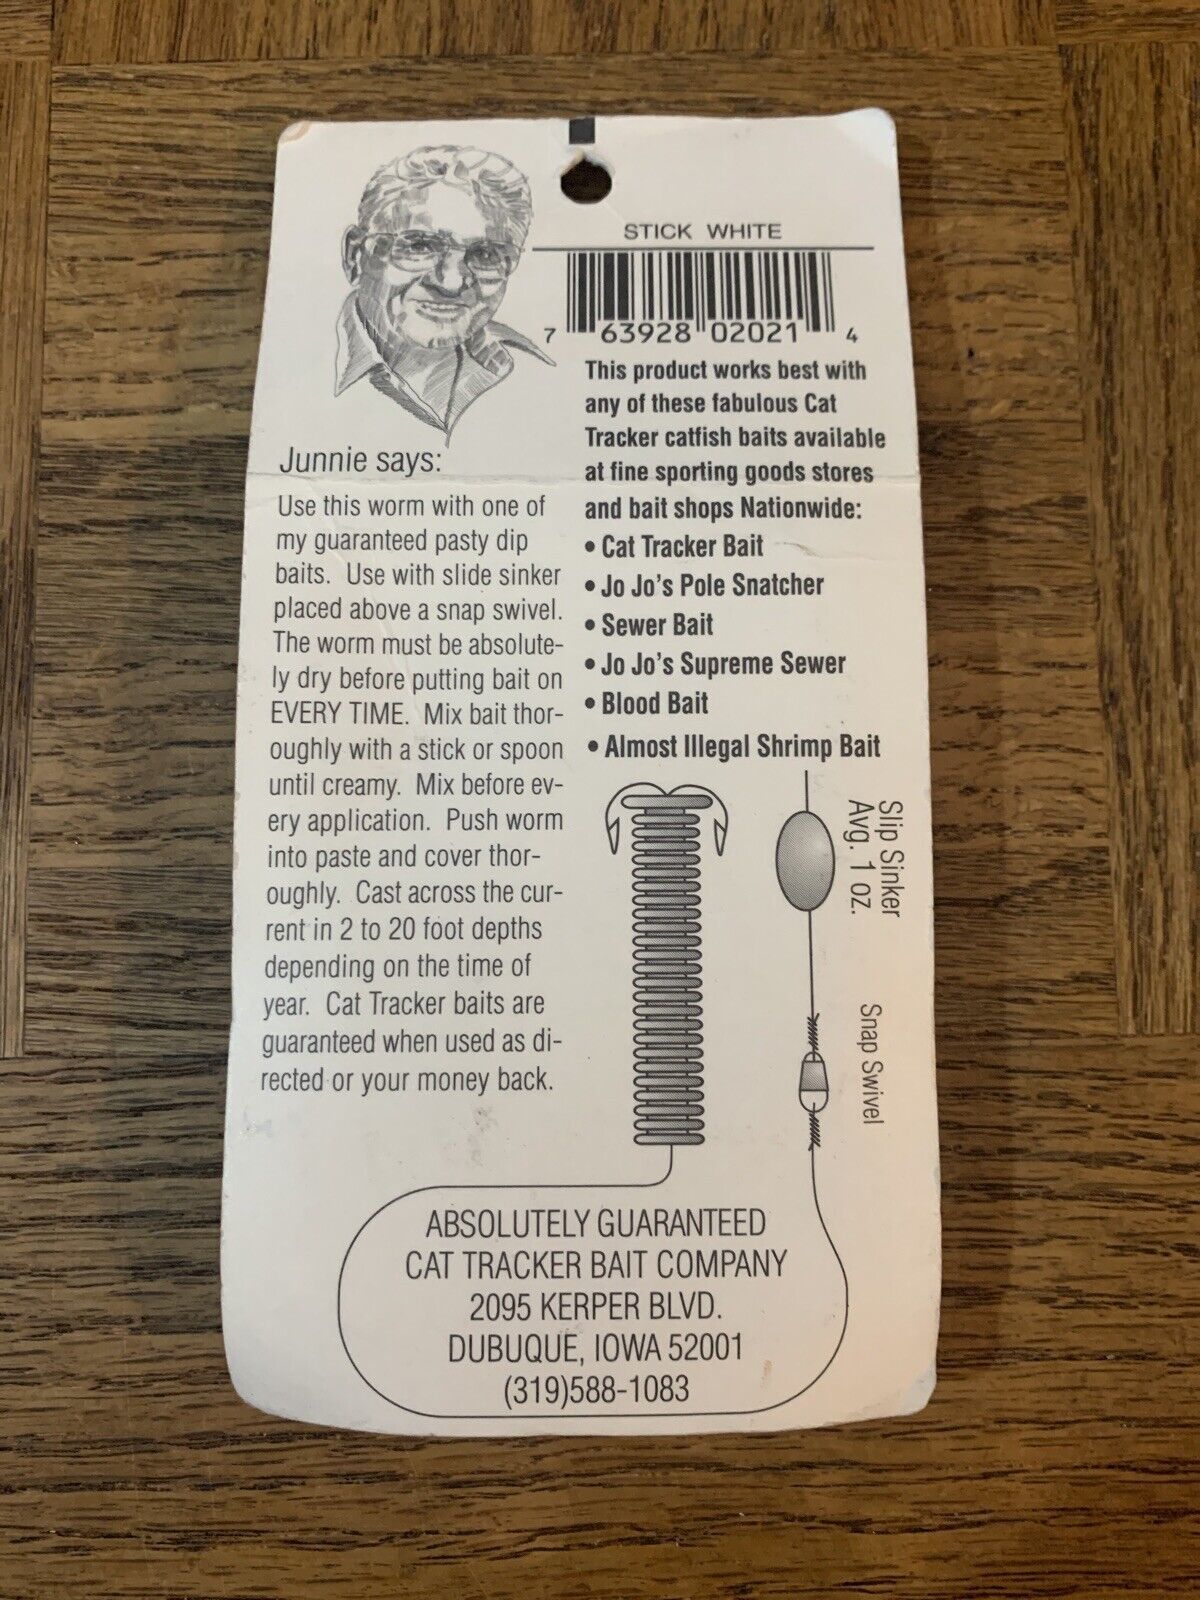 STICK WHITE
7 63928 02021 4
This product works best with
any of these fabulous Cat
Tracker catfish baits available
at fine sporting goods stores
and bait shops Nationwide:
• Cat Tracker Bait
• Jo Jo's Pole Snatcher
• Sewer Bait
• Jo Jo's Supreme Sewer
• Blood Bait
• Almost Illegal Shrimp Bait
Junnie says:
Use this worm with one of
my guaranteed pasty dip
baits. Use with slide sinker
placed above a snap swivel.
The worm must be absolute-
ly dry before putting bait on
EVERY TIME. Mix bait thor-
oughly with a stick or spoon
until creamy. Mix before ev-
ery application. Push worm
into paste and cover thor-
oughly. Cast across the cur-
rent in 2 to 20 foot depths
depending on the time of
year. Cat Tracker baits are
guaranteed when used as di-
rected or your money back.
Slip Sinker
Avg. 1 oz.
Snap Swivel
ABSOLUTELY GUARANTEED
CAT TRACKER BAIT COMPANY
2095 KERPER BLVD.
DUBUQUE, IOWA 52001
(319)588-1083